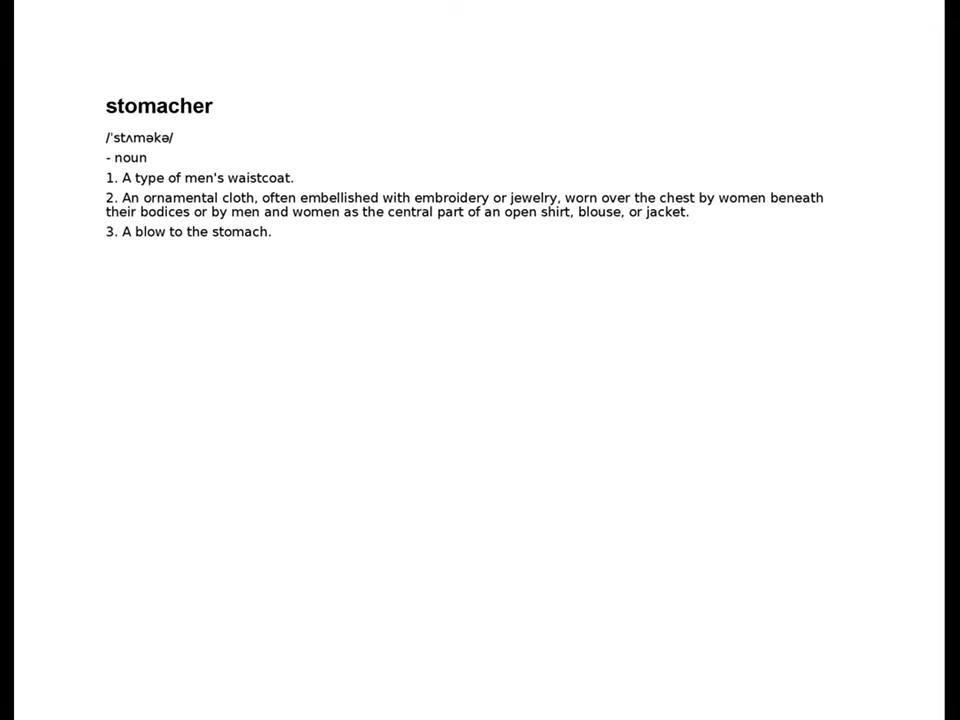 stomacher
/ˈstʌməkə/
- noun
1. A type of men's waistcoat.
2. An ornamental cloth, often embellished with embroidery or jewelry, worn over the chest by women beneath
their bodices or by men and women as the central part of an open shirt, blouse, or jacket.
3. A blow to the stomach.